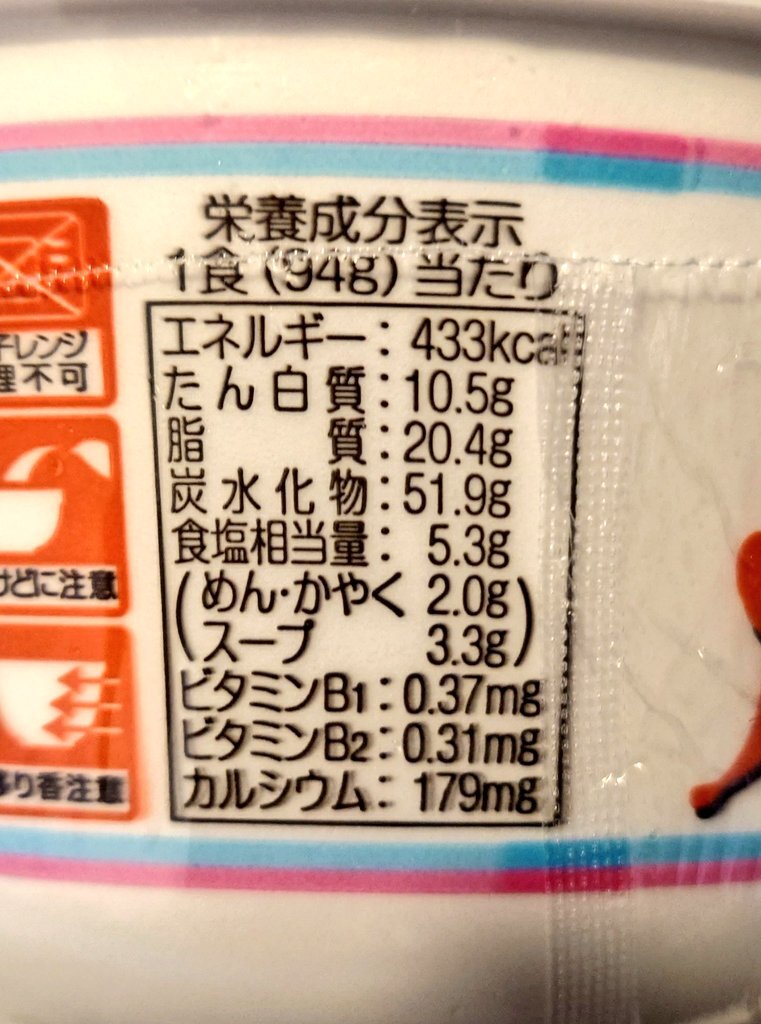 栄養成分表示
1食(94g)当たり
エネルギー:433kcal
たん白質:10.5g
脂質:20.4g
炭水化物:51.9g
食塩相当量:5.3g
(めん・かやく 2.0g)
(スープ 3.3g)
ビタミンB1:0.37mg
ビタミンB2:0.31mg
カルシウム:179mg
子レンジ
理不可
けどに注意
移り香注意